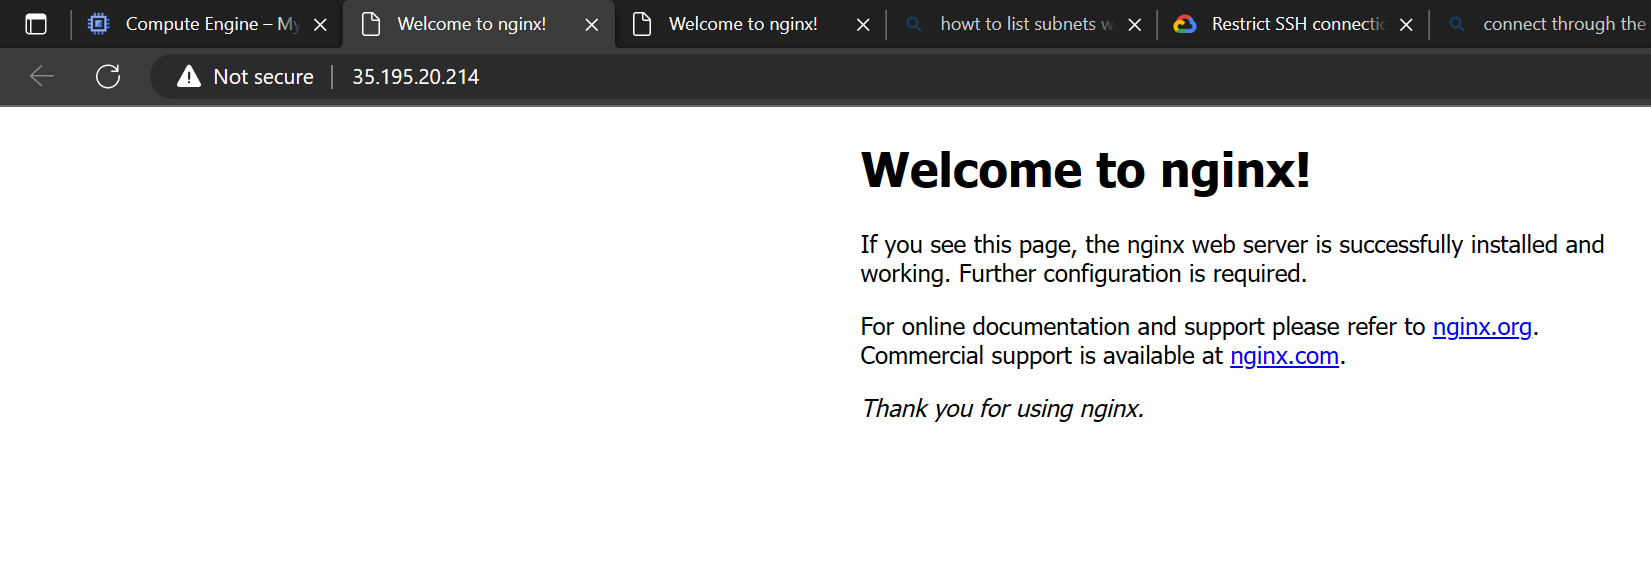 Compute Engine – My
Welcome to nginx!
Welcome to nginx!
howt to list subnets w
Restrict SSH connectic
connect through the
Not secure
35.195.20.214
Welcome to nginx!
If you see this page, the nginx web server is successfully installed and
working. Further configuration is required.
For online documentation and support please refer to nginx.org.
Commercial support is available at nginx.com.
Thank you for using nginx.